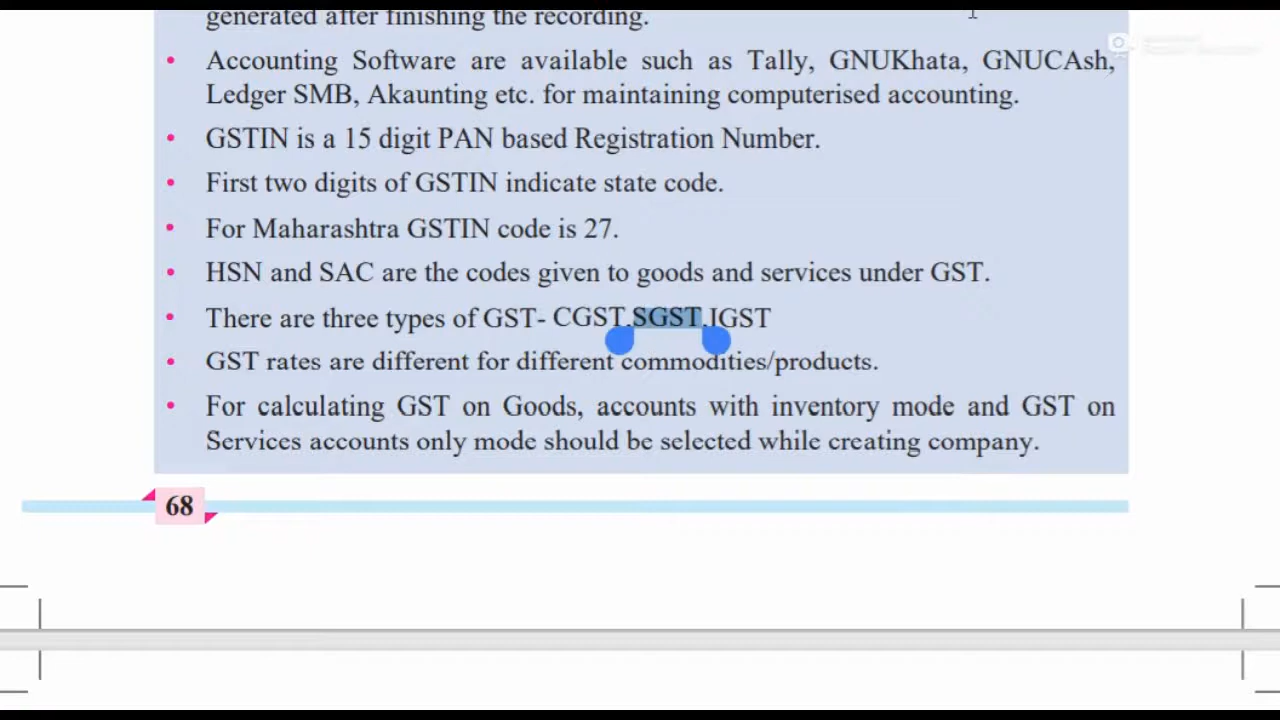 generated after finishing the recording.
• Accounting Software are available such as Tally, GNUKhata, GNUCAsh,
Ledger SMB, Akaunting etc. for maintaining computerised accounting.
• GSTIN is a 15 digit PAN based Registration Number.
• First two digits of GSTIN indicate state code.
• For Maharashtra GSTIN code is 27.
• HSN and SAC are the codes given to goods and services under GST.
• There are three types of GST- CGST,SGST,IGST
• GST rates are different for different commodities/products.
• For calculating GST on Goods, accounts with inventory mode and GST on
Services accounts only mode should be selected while creating company.
68